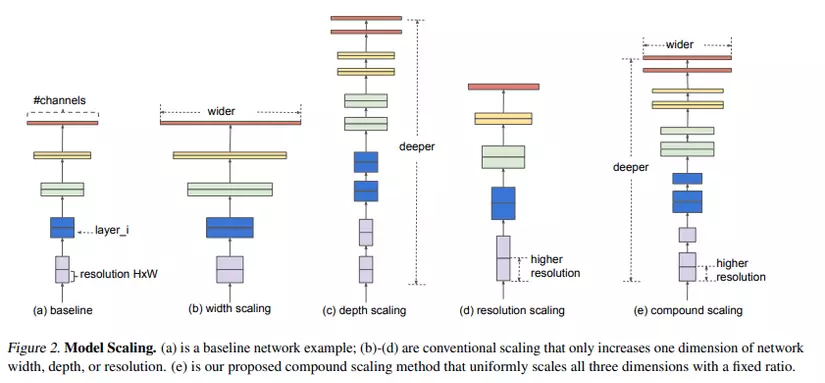 #channels
layer_i
resolution HxW
(a) baseline
wider
(b) width scaling
deeper
(c) depth scaling
higher
resolution
(d) resolution scaling
wider
deeper
higher
resolution
(e) compound scaling
Figure 2. Model Scaling. (a) is a baseline network example; (b)-(d) are conventional scaling that only increases one dimension of network
width, depth, or resolution. (e) is our proposed compound scaling method that uniformly scales all three dimensions with a fixed ratio.